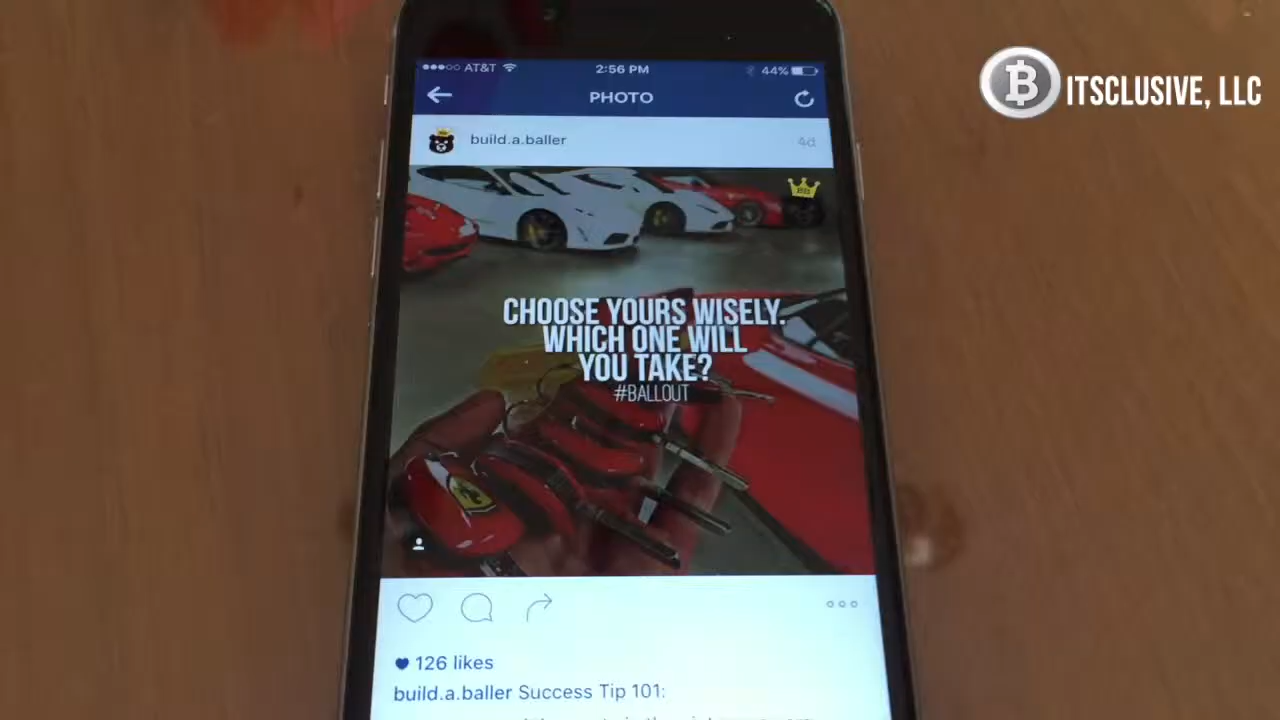 AT&T 2:56 PM 44%
PHOTO
build.a.baller 4d
CHOOSE YOURS WISELY.
WHICH ONE WILL
YOU TAKE?
#BALLOUT
126 likes
build.a.baller Success Tip 101:
BITSCLUSIVE, LLC